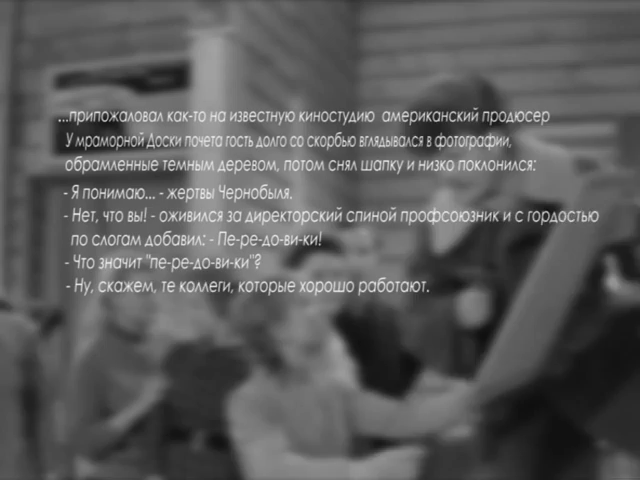 ...припожаловал как-то на известную киностудию американский продюсер
У мраморной Доски почета гость долго со скорбью вглядывался в фотографии,
обрамленные темным деревом, потом снял шапку и низко поклонился:
- Я понимаю... - жертвы Чернобыля.
- Нет, что вы! - оживился за директорский спиной профсоюзник и с гордостью
по слогам добавил: - Пе-ре-до-ви-ки!
- Что значит "пе-ре-до-ви-ки"?
- Ну, скажем, те коллеги, которые хорошо работают.